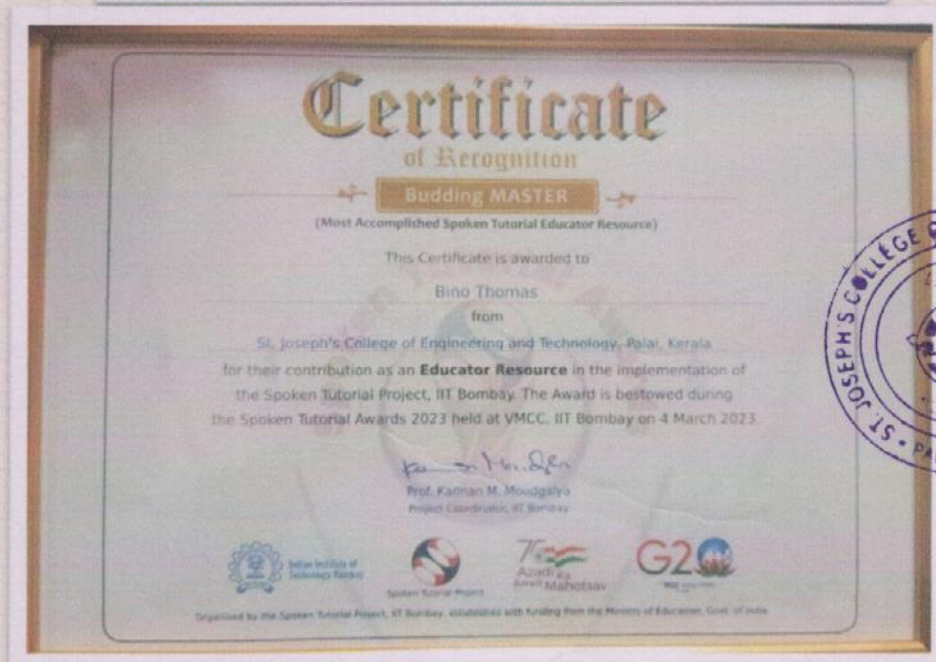 Certificate
of Recognition
Budding MASTER
(Most Accomplished Spoken Tutorial Educator Resource)
This Certificate is awarded to
Bino Thomas
from
St. Joseph's College of Engineering and Technology, Palai, Kerala
for their contribution as an Educator Resource in the implementation of
the Spoken Tutorial Project, IIT Bombay. The Award is bestowed during
the Spoken Tutorial Awards 2023 held at VMCC, IIT Bombay on 4 March 2023.
Prof. Kannan M. Moudgalya
Project Coordinator, IIT Bombay
Indian Institute of
Technology Bombay
Spoken Tutorial Project
Azadi Ka
Amrit Mahotsav
G20
Organised by the Spoken Tutorial Project, IIT Bombay, established with funding from the Ministry of Education, Govt. of India
ST. JOSEPH'S COLLEGE